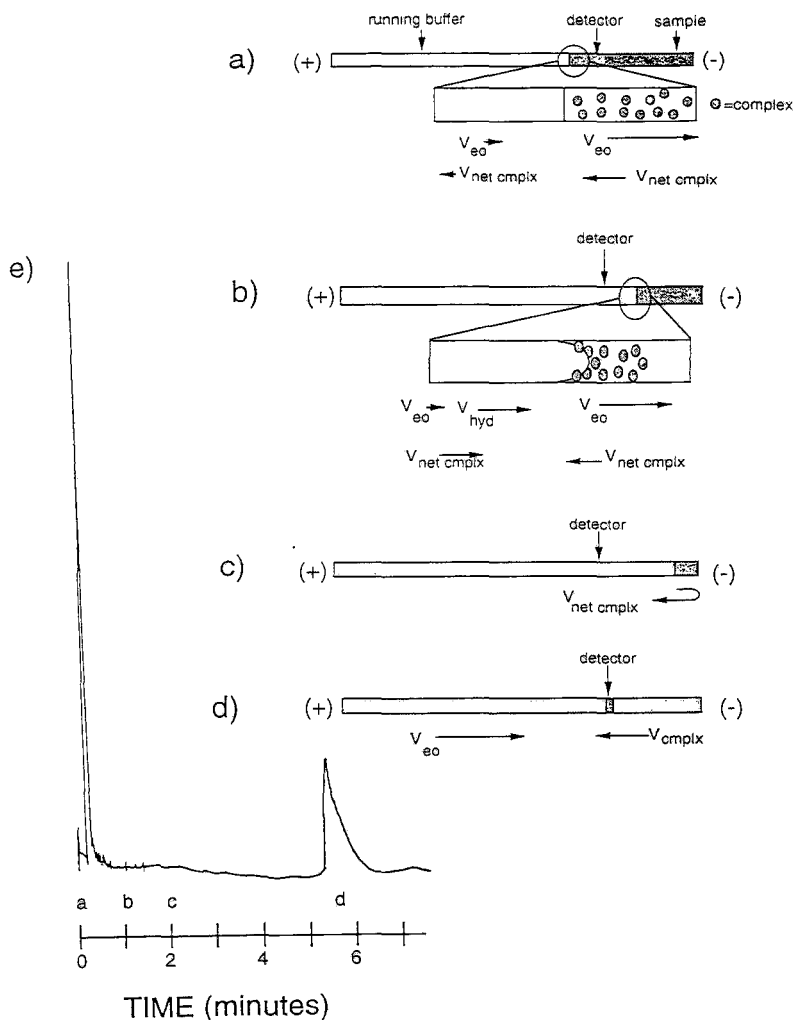 running buffer
detector
sample
a)
(+)
(-)
=complex
Veo
Veo
Vnet cmplx
Vnet cmplx
e)
detector
b)
(+)
(-)
Veo
Vhyd
Veo
Vnet cmplx
Vnet cmplx
detector
c)
(+)
(-)
Vnet cmplx
detector
d)
(+)
(-)
Veo
Vcmplx
a
b
c
d
0
2
4
6
TIME (minutes)